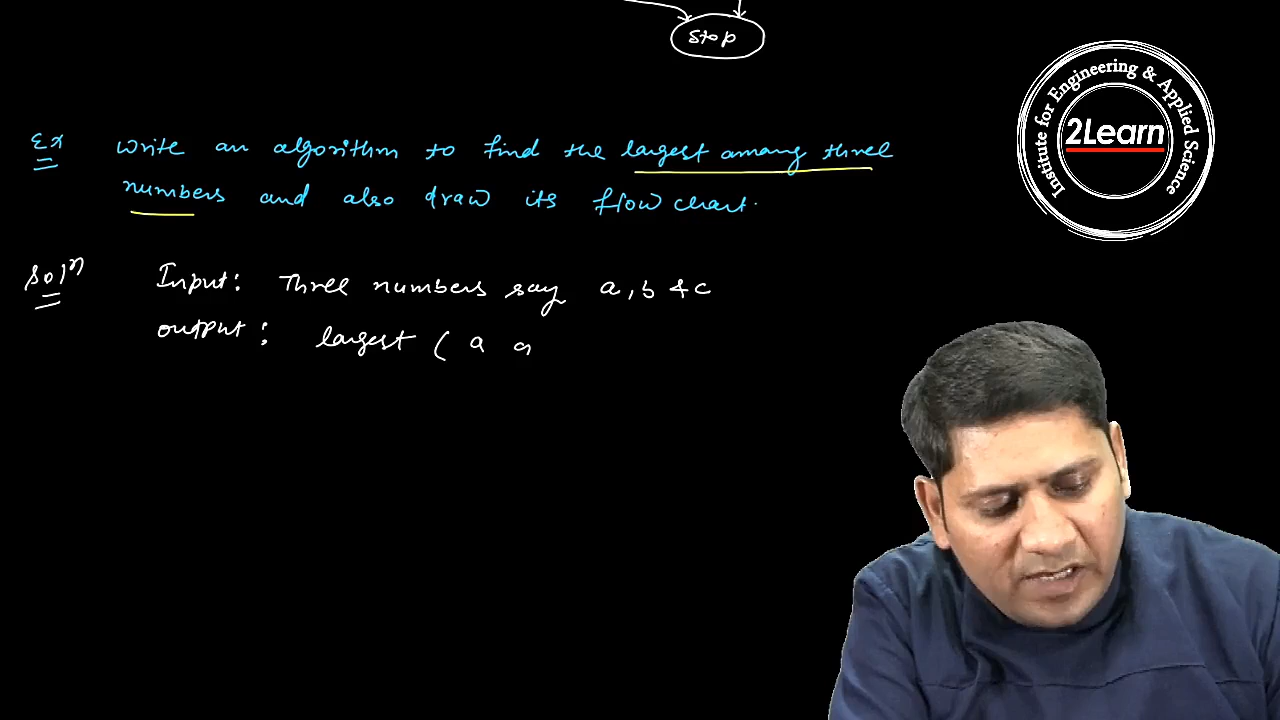 Stop
Ex Write an algorithm to find the largest among three
numbers and also draw its flow chart.
Soln Input: Three numbers say a, b & c
output: largest ( a
Institute for Engineering & Applied Science
2Learn